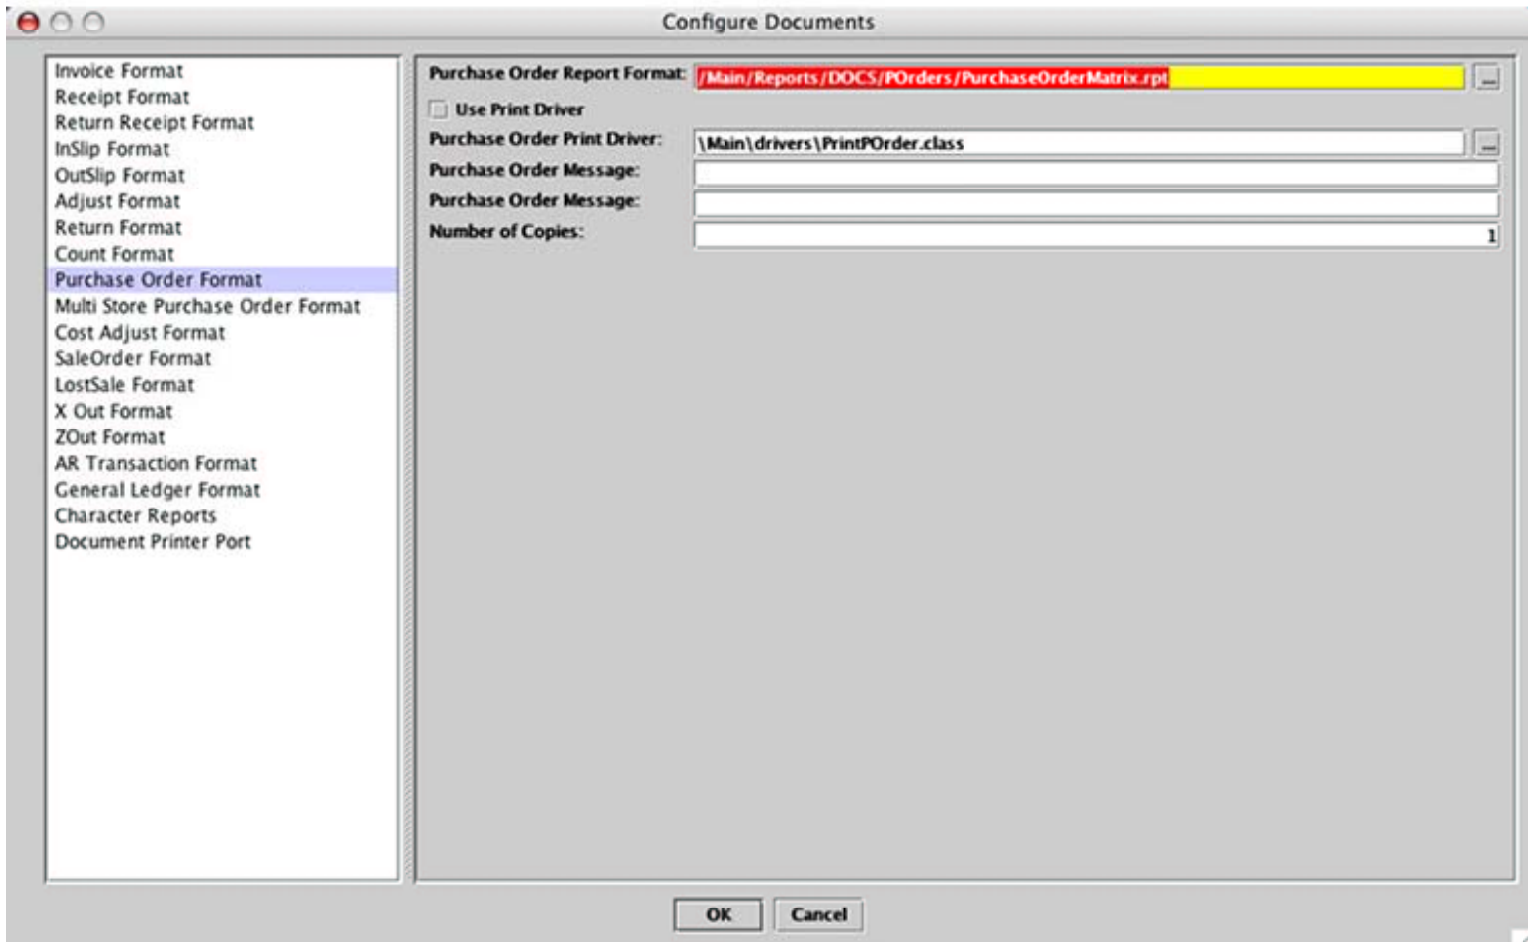 Configure Documents
Invoice Format
Receipt Format
Return Receipt Format
InSlip Format
OutSlip Format
Adjust Format
Return Format
Count Format
Purchase Order Format
Multi Store Purchase Order Format
Cost Adjust Format
SaleOrder Format
LostSale Format
X Out Format
ZOut Format
AR Transaction Format
General Ledger Format
Character Reports
Document Printer Port
Purchase Order Report Format: /Main/Reports/DOCS/POrders/PurchaseOrderMatrix.rpt ...
Use Print Driver
Purchase Order Print Driver: \Main\drivers\PrintPOrder.class ...
Purchase Order Message:
Purchase Order Message:
Number of Copies: 1
OK Cancel